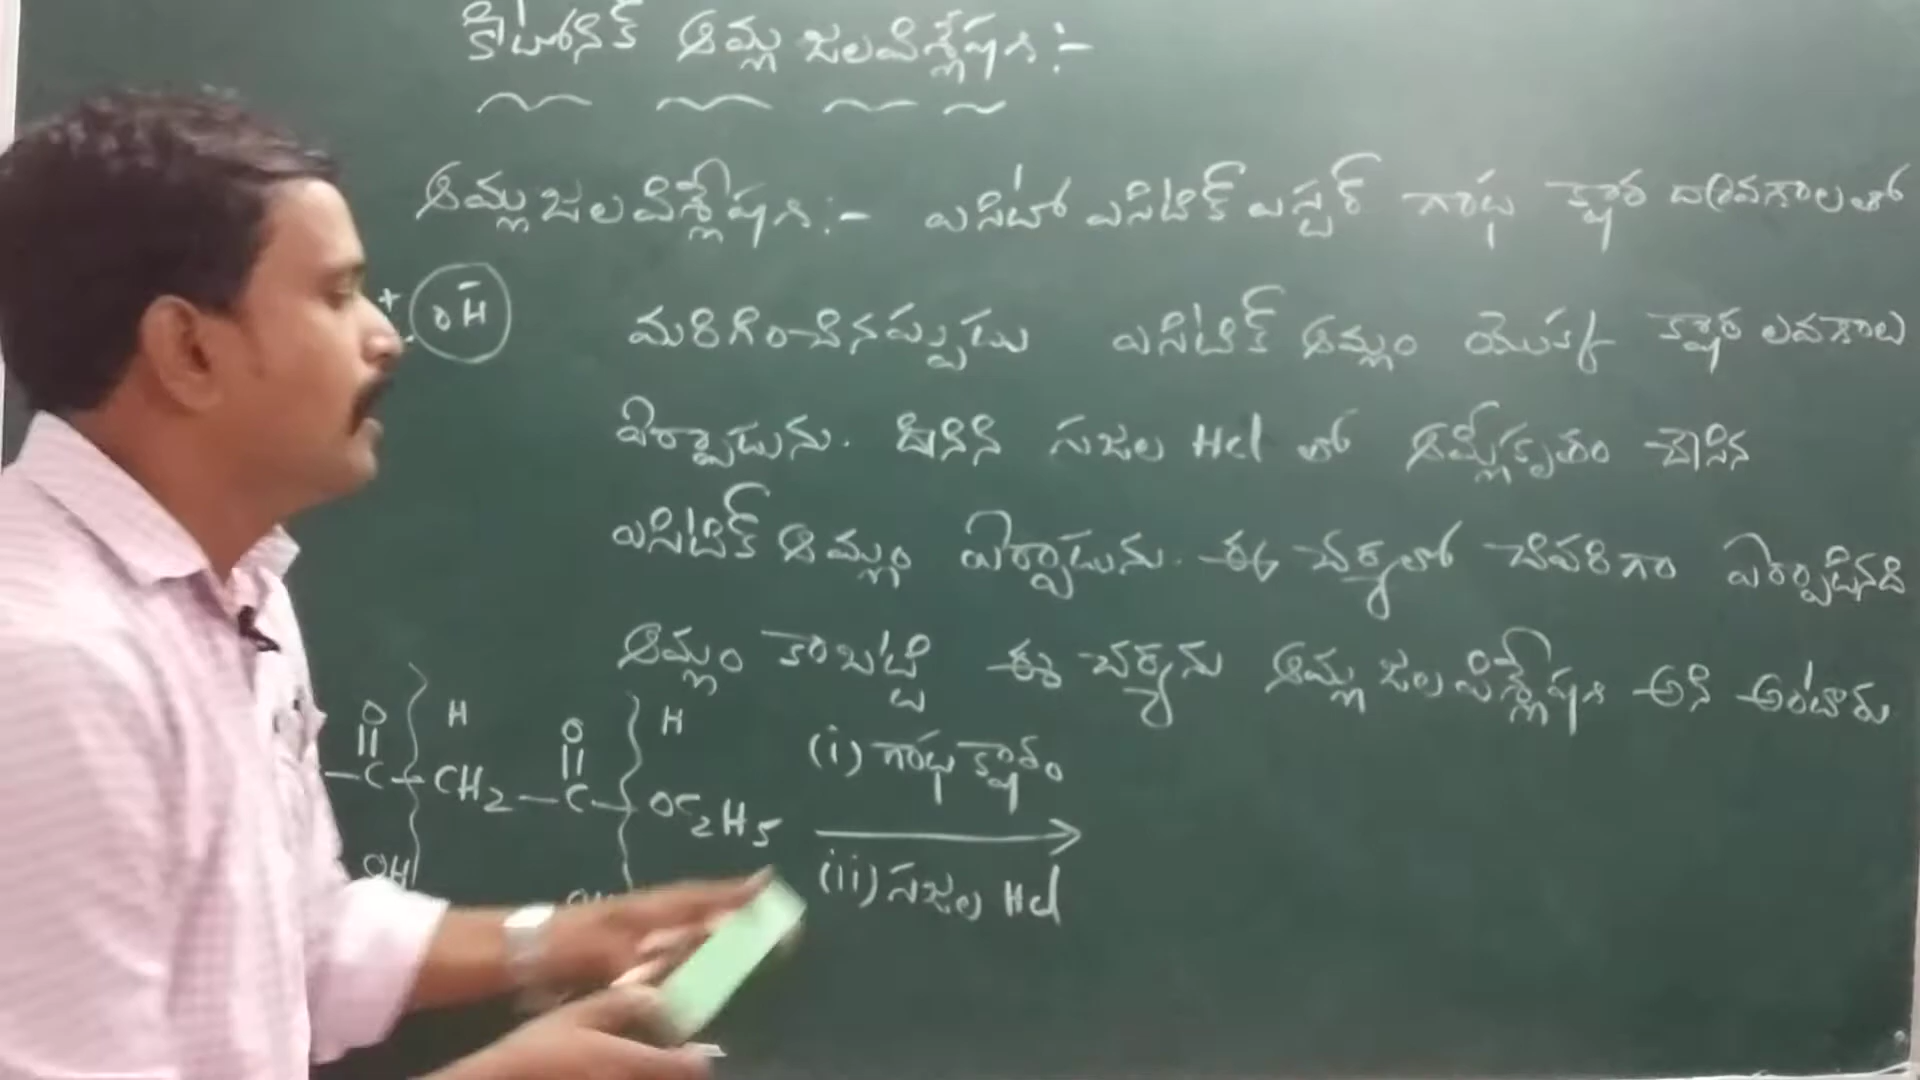 కీటోనిక్ ఆమ్ల జలవిశ్లేషణ :-
ఆమ్ల జలవిశ్లేషణ :- ఎసిటో ఎసిటిక్ ఎస్టర్ గాఢ క్షార ద్రావణాలతో
+ OH⁻ మరిగించినప్పుడు ఎసిటిక్ ఆమ్లం యొక్క క్షార లవణాలు
ఏర్పాడును. దీనిని సజల Hcl తో ఆమ్లీకృతం చేసిన
ఎసిటిక్ ఆమ్లం ఏర్పాడును. ఈ చర్యలో చివరిగా ఏర్పడినది
ఆమ్లం కాబట్టి ఈ చర్యను ఆమ్ల జలవిశ్లేషణ అని అంటారు
O H O H (i) గాఢ క్షారం
–C–CH2–C–OC2H5 →
OH (ii) సజల Hcl